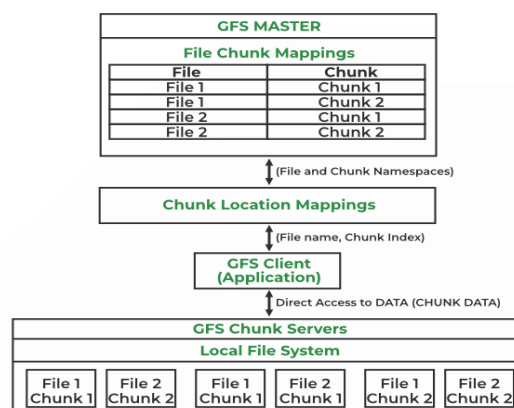 GFS MASTER
File Chunk Mappings
File Chunk
File 1 Chunk 1
File 1 Chunk 2
File 2 Chunk 1
File 2 Chunk 2
(File and Chunk Namespaces)
Chunk Location Mappings
(File name, Chunk Index)
GFS Client
(Application)
Direct Access to DATA (CHUNK DATA)
GFS Chunk Servers
Local File System
File 1 File 2 File 1 File 2 File 1 File 2
Chunk 1 Chunk 2 Chunk 1 Chunk 1 Chunk 2 Chunk 2